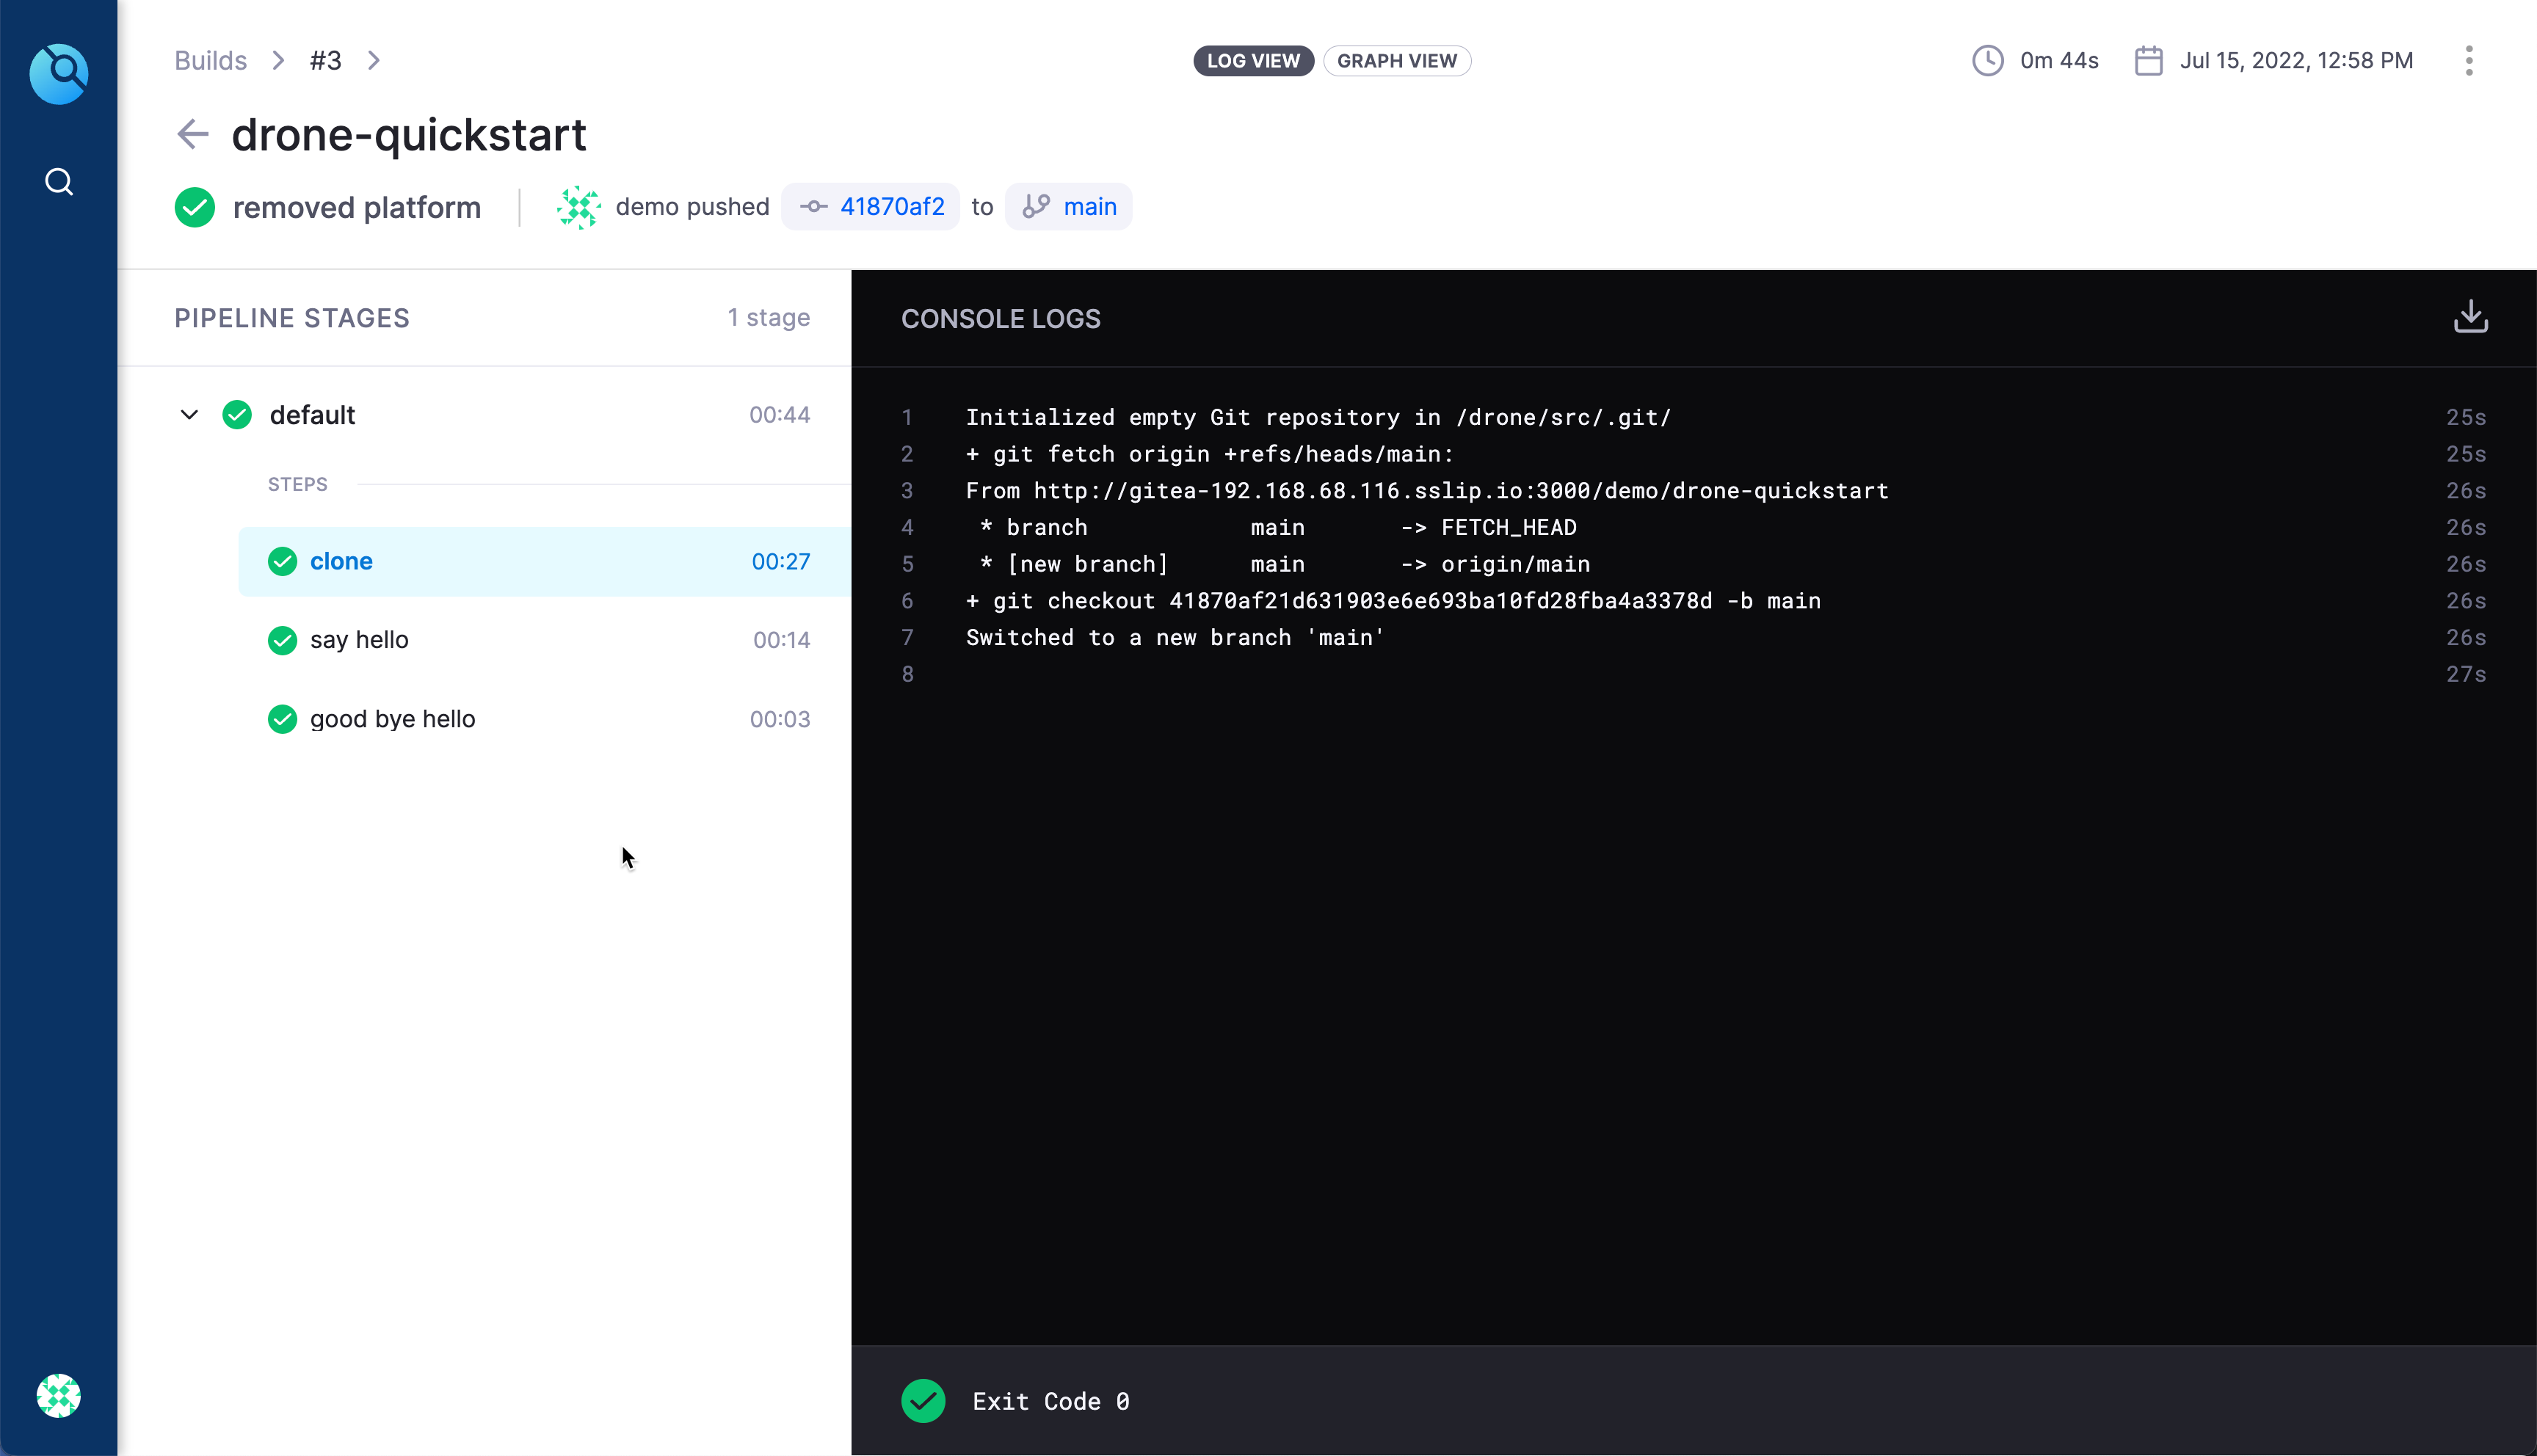 Builds > #3 >
LOG VIEW GRAPH VIEW
0m 44s Jul 15, 2022, 12:58 PM
drone-quickstart
removed platform demo pushed 41870af2 to main
PIPELINE STAGES 1 stage
default 00:44
STEPS
clone 00:27
say hello 00:14
good bye hello 00:03
CONSOLE LOGS
1 Initialized empty Git repository in /drone/src/.git/ 25s
2 + git fetch origin +refs/heads/main: 25s
3 From http://gitea-192.168.68.116.sslip.io:3000/demo/drone-quickstart 26s
4 * branch main -> FETCH_HEAD 26s
5 * [new branch] main -> origin/main 26s
6 + git checkout 41870af21d631903e6e693ba10fd28fba4a3378d -b main 26s
7 Switched to a new branch 'main' 26s
8 27s
Exit Code 0